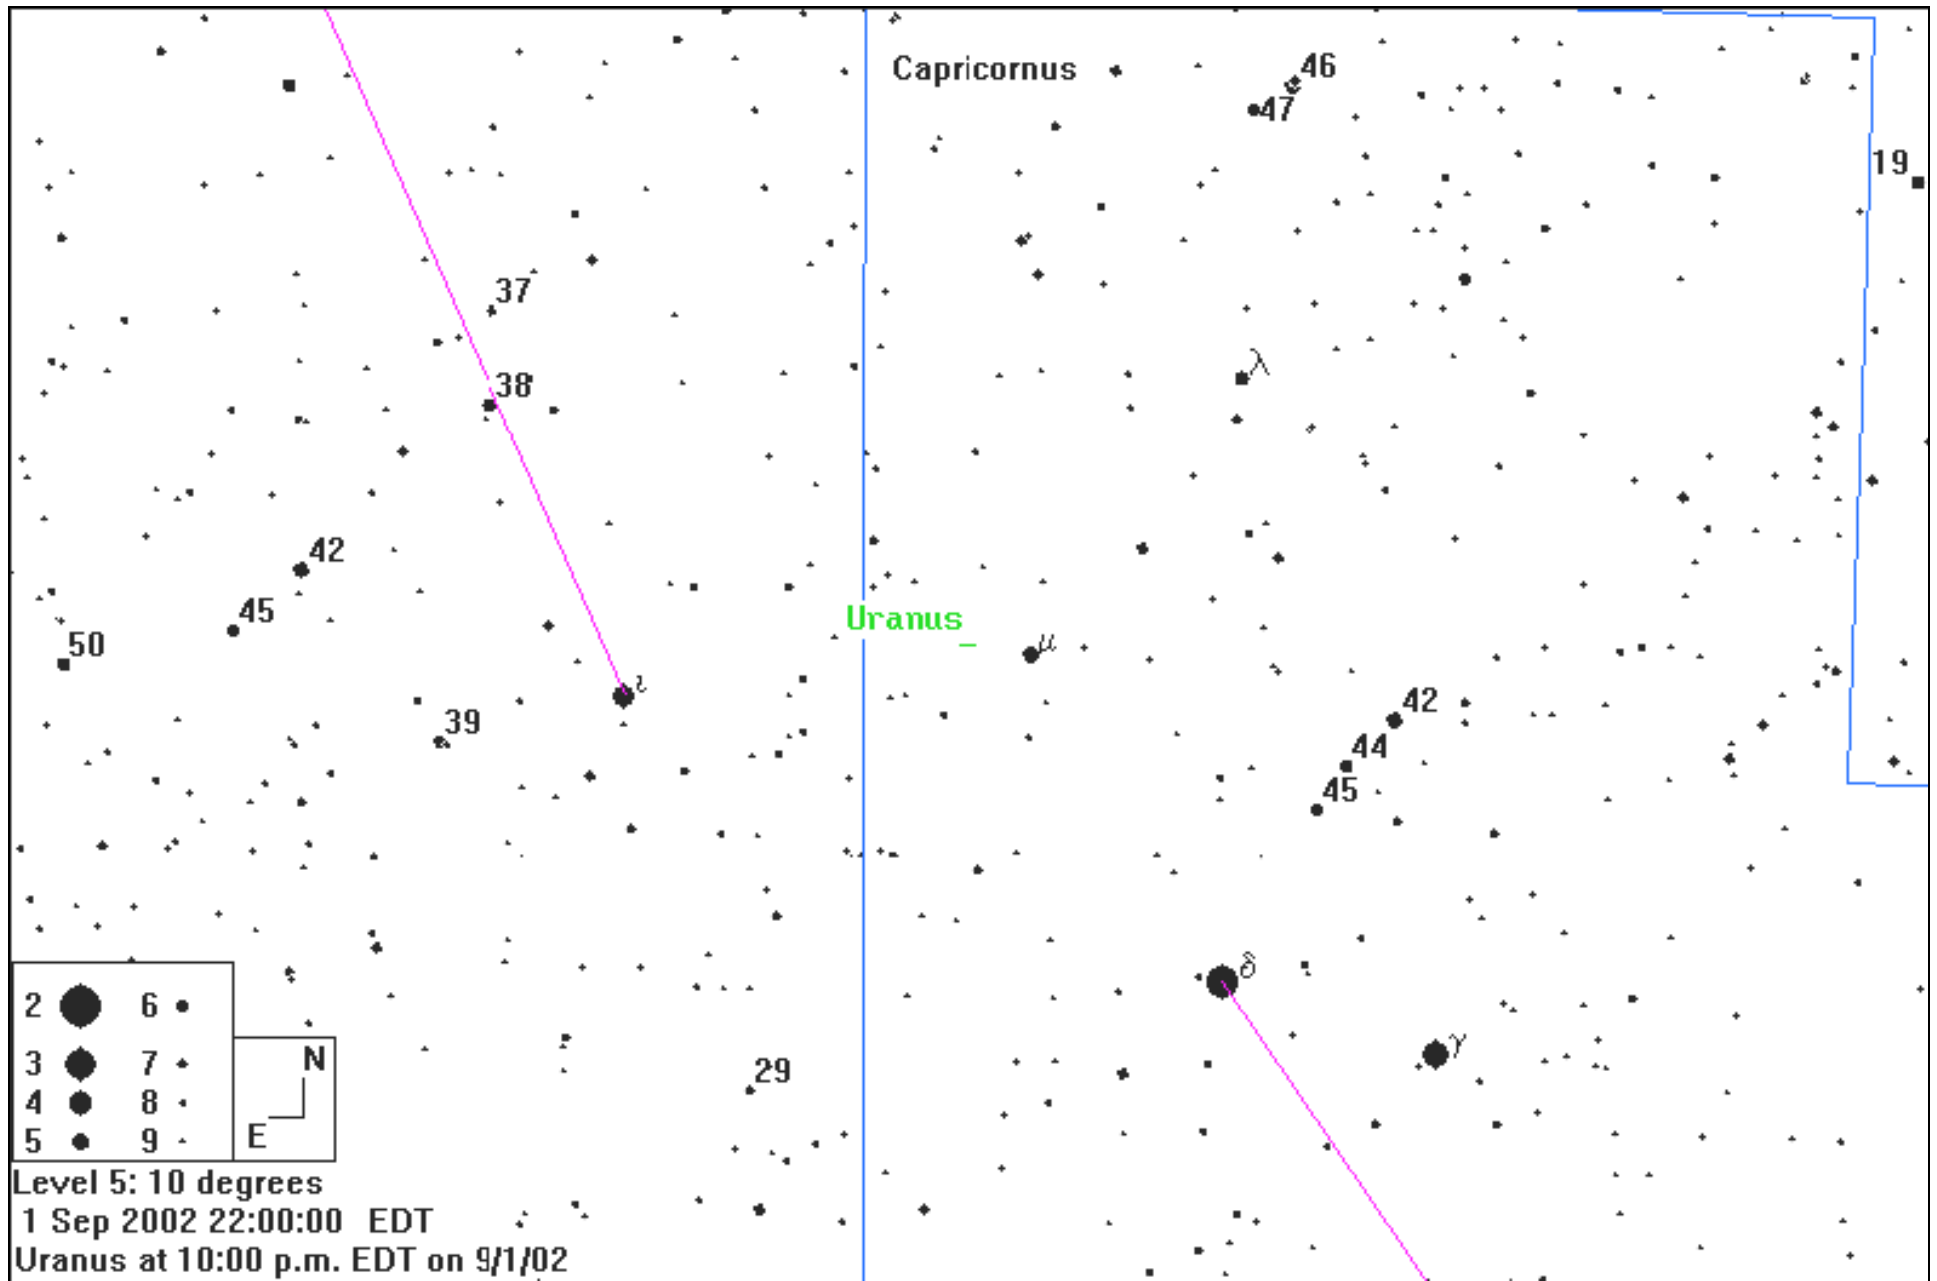 Capricornus
46
47
19
37
λ
38
42
Uranus
45
μ
50
ι
42
39
44
45
δ
2 6
γ
3 7
N
29
4 8
E
5 9
Level 5: 10 degrees
1 Sep 2002 22:00:00 EDT
Uranus at 10:00 p.m. EDT on 9/1/02